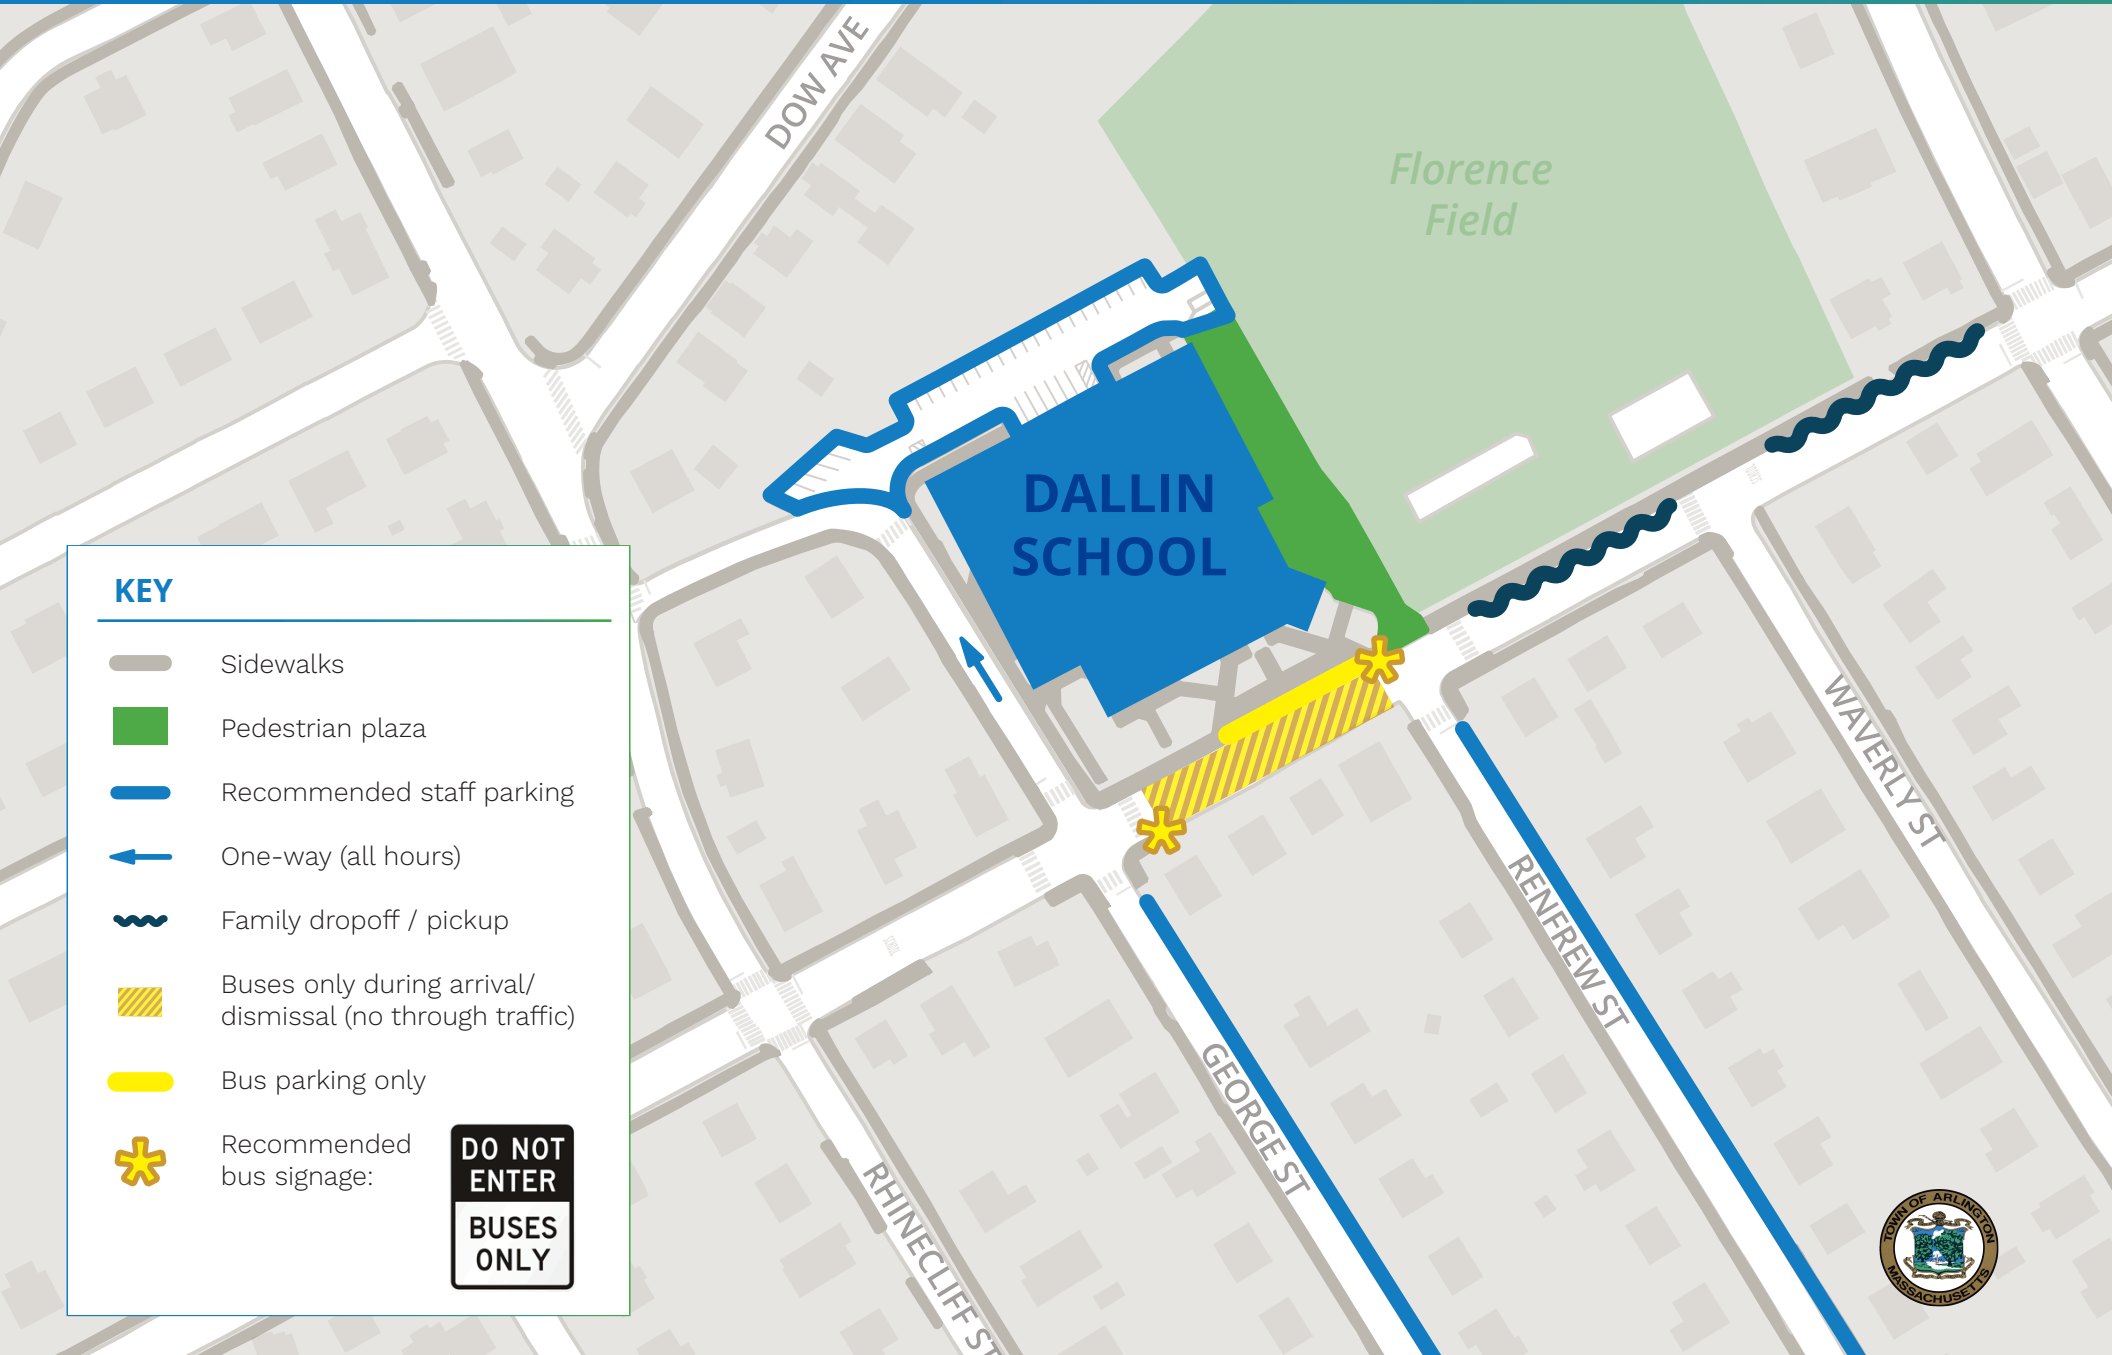 DOW AVE
Florence
Field
DALLIN
SCHOOL
KEY
Sidewalks
Pedestrian plaza
Recommended staff parking
One-way (all hours)
Family dropoff / pickup
Buses only during arrival/
dismissal (no through traffic)
Bus parking only
Recommended
bus signage:
DO NOT
ENTER
BUSES
ONLY
WAVERLY ST
RENFREW ST
GEORGE ST
RHINECLIFF ST
TOWN OF ARLINGTON
MASSACHUSETTS